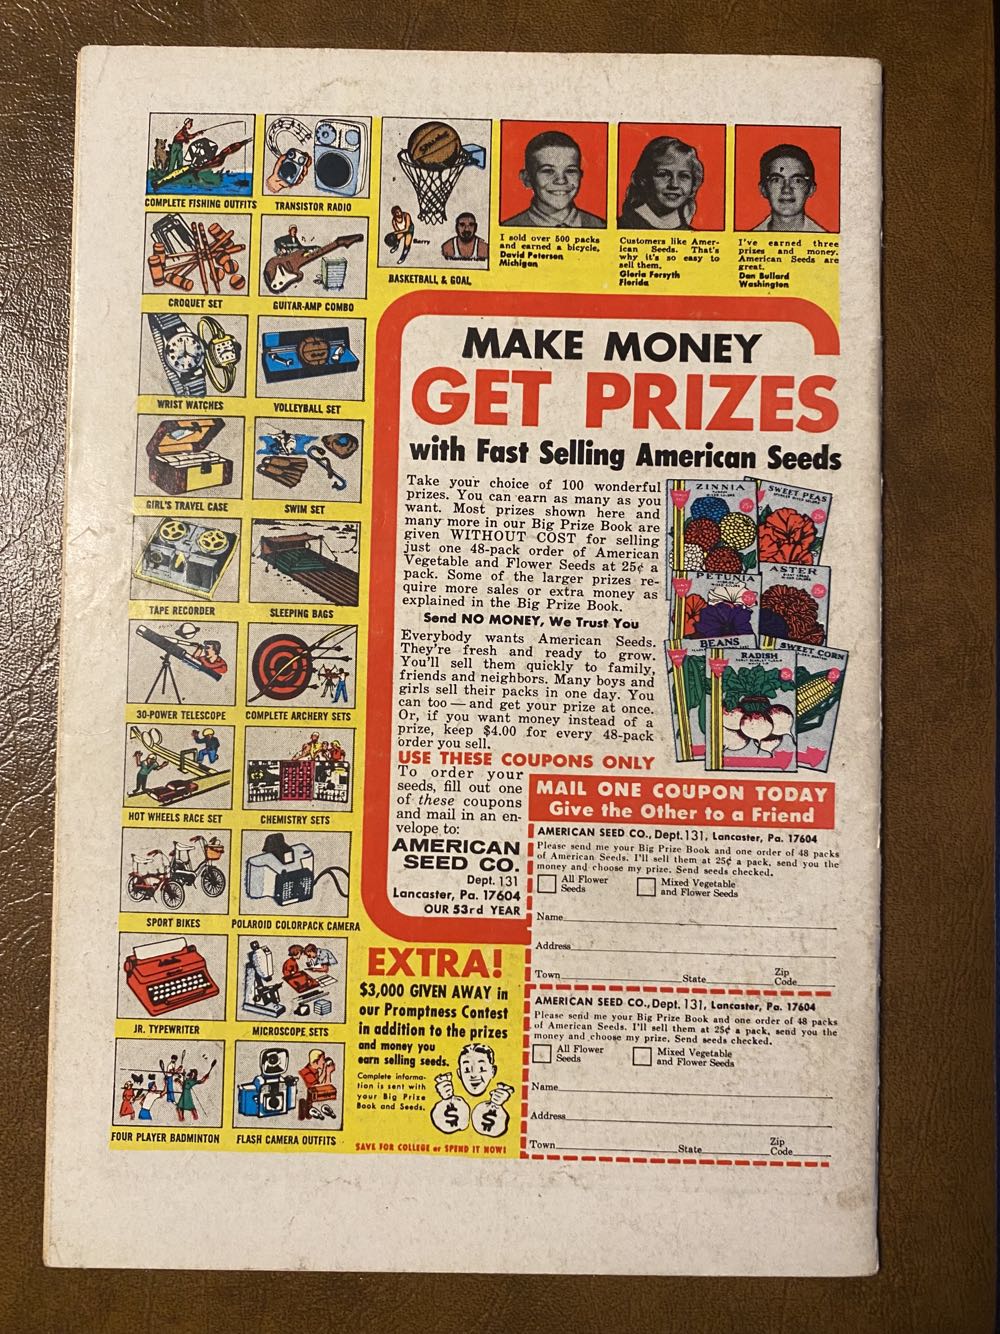 COMPLETE FISHING OUTFITS
TRANSISTOR RADIO
Spalding
Barry
BASKETBALL & GOAL
I sold over 500 packs
and earned a bicycle.
David Peterson
Michigan
Customers like Amer-
ican Seeds. That's
why it's so easy to
sell them.
Gloria Forryth
Florida
I've earned three
prizes and money.
American Seeds are
great.
Dan Bullard
Washington
CROQUET SET
GUITAR-AMP COMBO
WRIST WATCHES
VOLLEYBALL SET
GIRL'S TRAVEL CASE
SWIM SET
TAPE RECORDER
SLEEPING BAGS
30-POWER TELESCOPE
COMPLETE ARCHERY SETS
HOT WHEELS RACE SET
CHEMISTRY SETS
SPORT BIKES
POLAROID COLORPACK CAMERA
JR. TYPEWRITER
MICROSCOPE SETS
FOUR PLAYER BADMINTON
FLASH CAMERA OUTFITS
MAKE MONEY
GET PRIZES
with Fast Selling American Seeds
Take your choice of 100 wonderful
prizes. You can earn as many as you
want. Most prizes shown here and
many more in our Big Prize Book are
given WITHOUT COST for selling
just one 48-pack order of American
Vegetable and Flower Seeds at 25¢ a
pack. Some of the larger prizes re-
quire more sales or extra money as
explained in the Big Prize Book.
Send NO MONEY, We Trust You
Everybody wants American Seeds.
They're fresh and ready to grow.
You'll sell them quickly to family,
friends and neighbors. Many boys and
girls sell their packs in one day. You
can too — and get your prize at once.
Or, if you want money instead of a
prize, keep $4.00 for every 48-pack
order you sell.
ZINNIA
SWEET PEAS
PETUNIA
ASTER
BEANS
RADISH
SWEET CORN
USE THESE COUPONS ONLY
To order your
seeds, fill out one
of these coupons
and mail in an en-
velope to:
AMERICAN
SEED CO.
Dept. 131
Lancaster, Pa. 17604
OUR 53rd YEAR
MAIL ONE COUPON TODAY
Give the Other to a Friend
AMERICAN SEED CO., Dept. 131, Lancaster, Pa. 17604
Please send me your Big Prize Book and one order of 48 packs
of American Seeds. I'll sell them at 25¢ a pack, send you the
money and choose my prize. Send seeds checked.
All Flower
Seeds
Mixed Vegetable
and Flower Seeds
Name
Address
Town State Zip Code
AMERICAN SEED CO., Dept. 131, Lancaster, Pa. 17604
Please send me your Big Prize Book and one order of 48 packs
of American Seeds. I'll sell them at 25¢ a pack, send you the
money and choose my prize. Send seeds checked.
All Flower
Seeds
Mixed Vegetable
and Flower Seeds
Name
Address
Town State Zip Code
EXTRA!
$3,000 GIVEN AWAY in
our Promptness Contest
in addition to the prizes
and money you
earn selling seeds.
Complete informa-
tion is sent with
your Big Prize
Book and Seeds.
$ $
SAVE FOR COLLEGE or SPEND IT NOW!